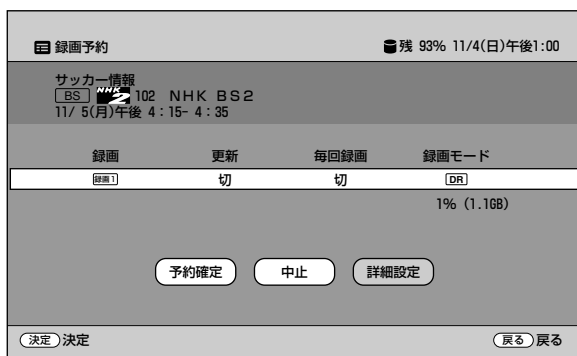 録画予約 残 93% 11/4(日)午後1:00
サッカー情報
BS NHK 2 102 NHK BS2
11/ 5(月)午後 4:15- 4:35
録画 更新 毎回録画 録画モード
録画1 切 切 DR
1% (1.1GB)
予約確定 中止 詳細設定
決定 決定 戻る 戻る